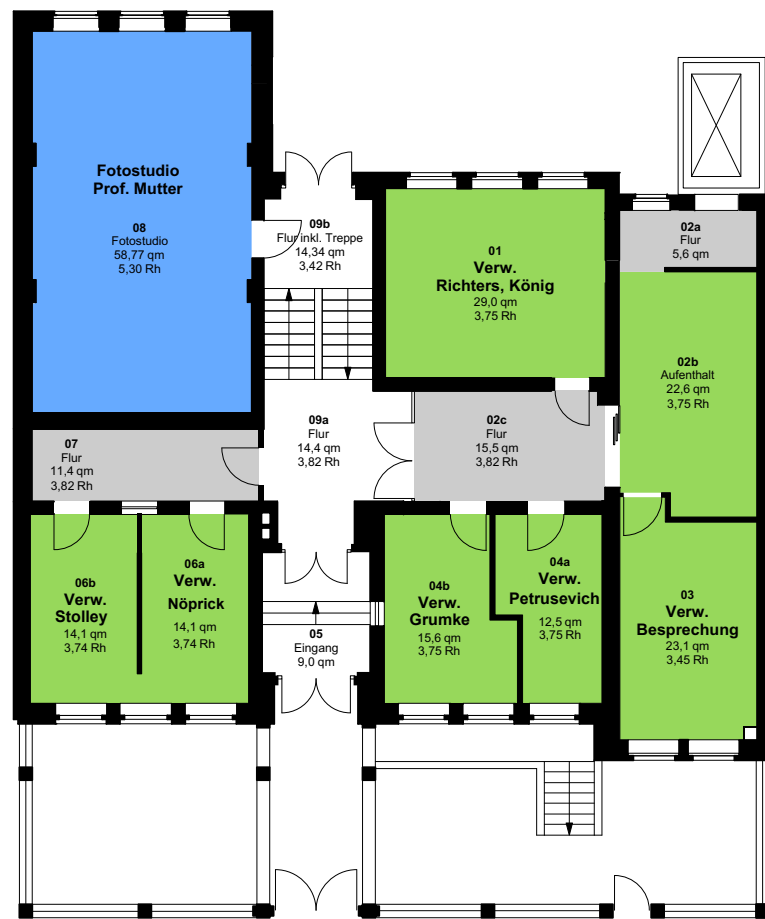 Fotostudio
Prof. Mutter
08
Fotostudio
58,77 qm
5,30 Rh
09b
Flur inkl. Treppe
14,34 qm
3,42 Rh
01
Verw.
Richters, König
29,0 qm
3,75 Rh
02a
Flur
5,6 qm
02b
Aufenthalt
22,6 qm
3,75 Rh
07
Flur
11,4 qm
3,82 Rh
09a
Flur
14,4 qm
3,82 Rh
02c
Flur
15,5 qm
3,82 Rh
06b
Verw.
Stolley
14,1 qm
3,74 Rh
06a
Verw.
Nöprick
14,1 qm
3,74 Rh
05
Eingang
9,0 qm
04b
Verw.
Grumke
15,6 qm
3,75 Rh
04a
Verw.
Petrusevich
12,5 qm
3,75 Rh
03
Verw.
Besprechung
23,1 qm
3,45 Rh